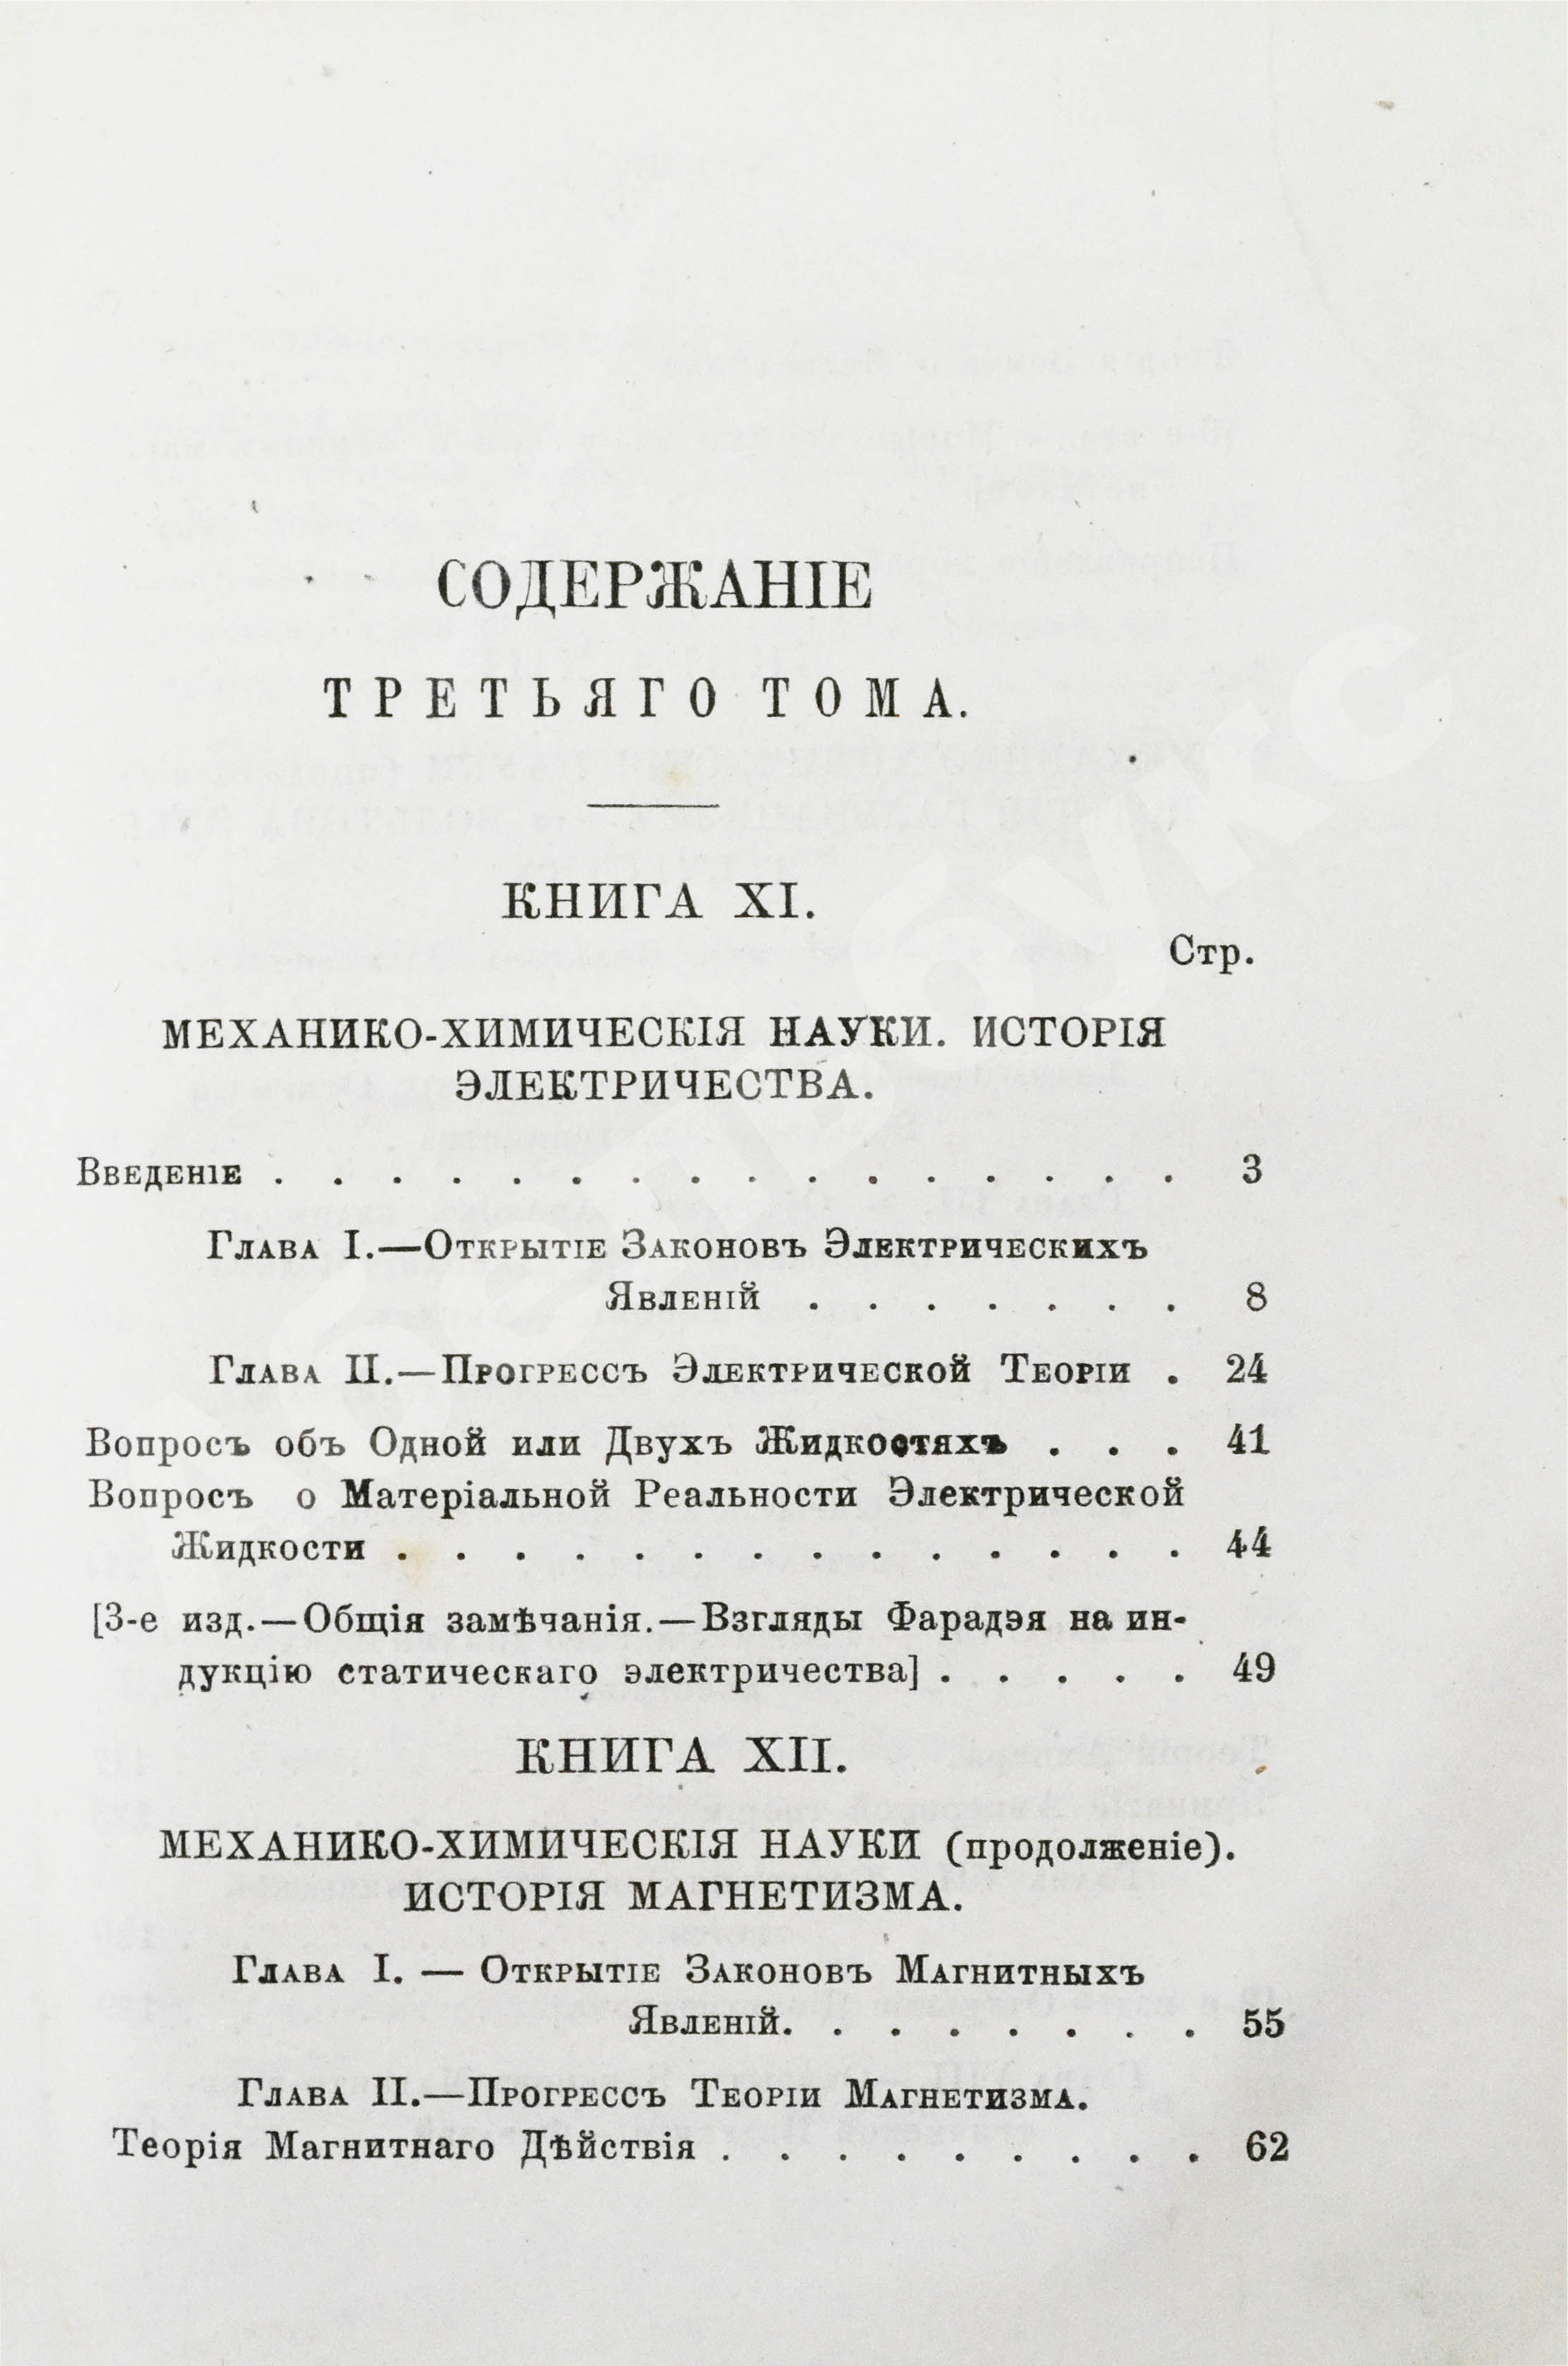 СОДЕРЖАНІЕ
ТРЕТЬЯГО ТОМА.
КНИГА XI.
Стр.
МЕХАНИКО-ХИМИЧЕСКІЯ НАУКИ. ИСТОРІЯ
ЭЛЕКТРИЧЕСТВА.
Введеніе . . . . . . . . . . . . . . . . 3
Глава I.—Открытіе Законовъ Электрическихъ
Явленій . . . . . . . 8
Глава II.—Прогрессъ Электрической Теоріи . 24
Вопросъ объ Одной или Двухъ Жидкостяхъ . . . 41
Вопросъ о Матеріальной Реальности Электрической
Жидкости . . . . . . . . . . . . . . 44
[3-е изд.—Общія замѣчанія.—Взгляды Фарадэя на ин-
дукцію статическаго электричества] . . . . . 49
КНИГА XII.
МЕХАНИКО-ХИМИЧЕСКІЯ НАУКИ (продолженіе).
ИСТОРІЯ МАГНЕТИЗМА.
Глава I. — Открытіе Законовъ Магнитныхъ
Явленій. . . . . . . . 55
Глава II.—Прогрессъ Теоріи Магнетизма.
Теорія Магнитнаго Дѣйствія . . . . . . . . . 62